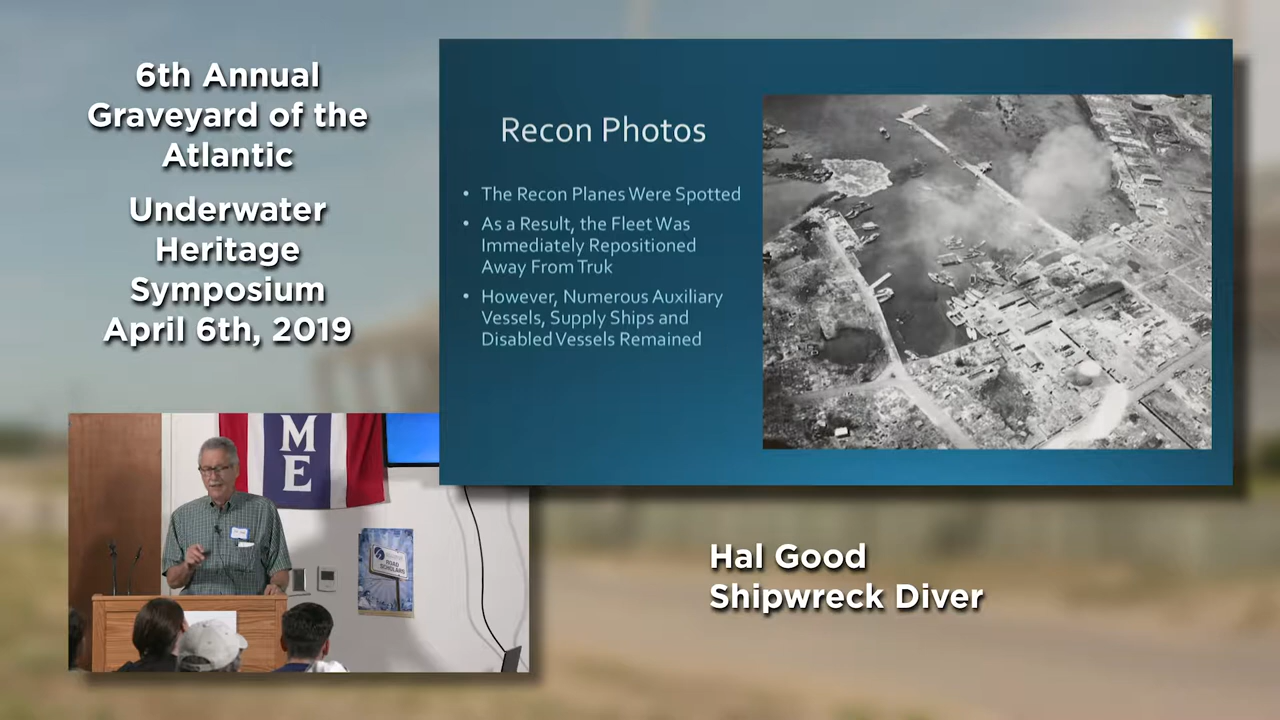 6th Annual
Graveyard of the
Atlantic
Underwater
Heritage
Symposium
April 6th, 2019
Recon Photos
• The Recon Planes Were Spotted
• As a Result, the Fleet Was
Immediately Repositioned
Away From Truk
• However, Numerous Auxiliary
Vessels, Supply Ships and
Disabled Vessels Remained
M
E
ROAD
SCHOLARS
Hal Good
Shipwreck Diver